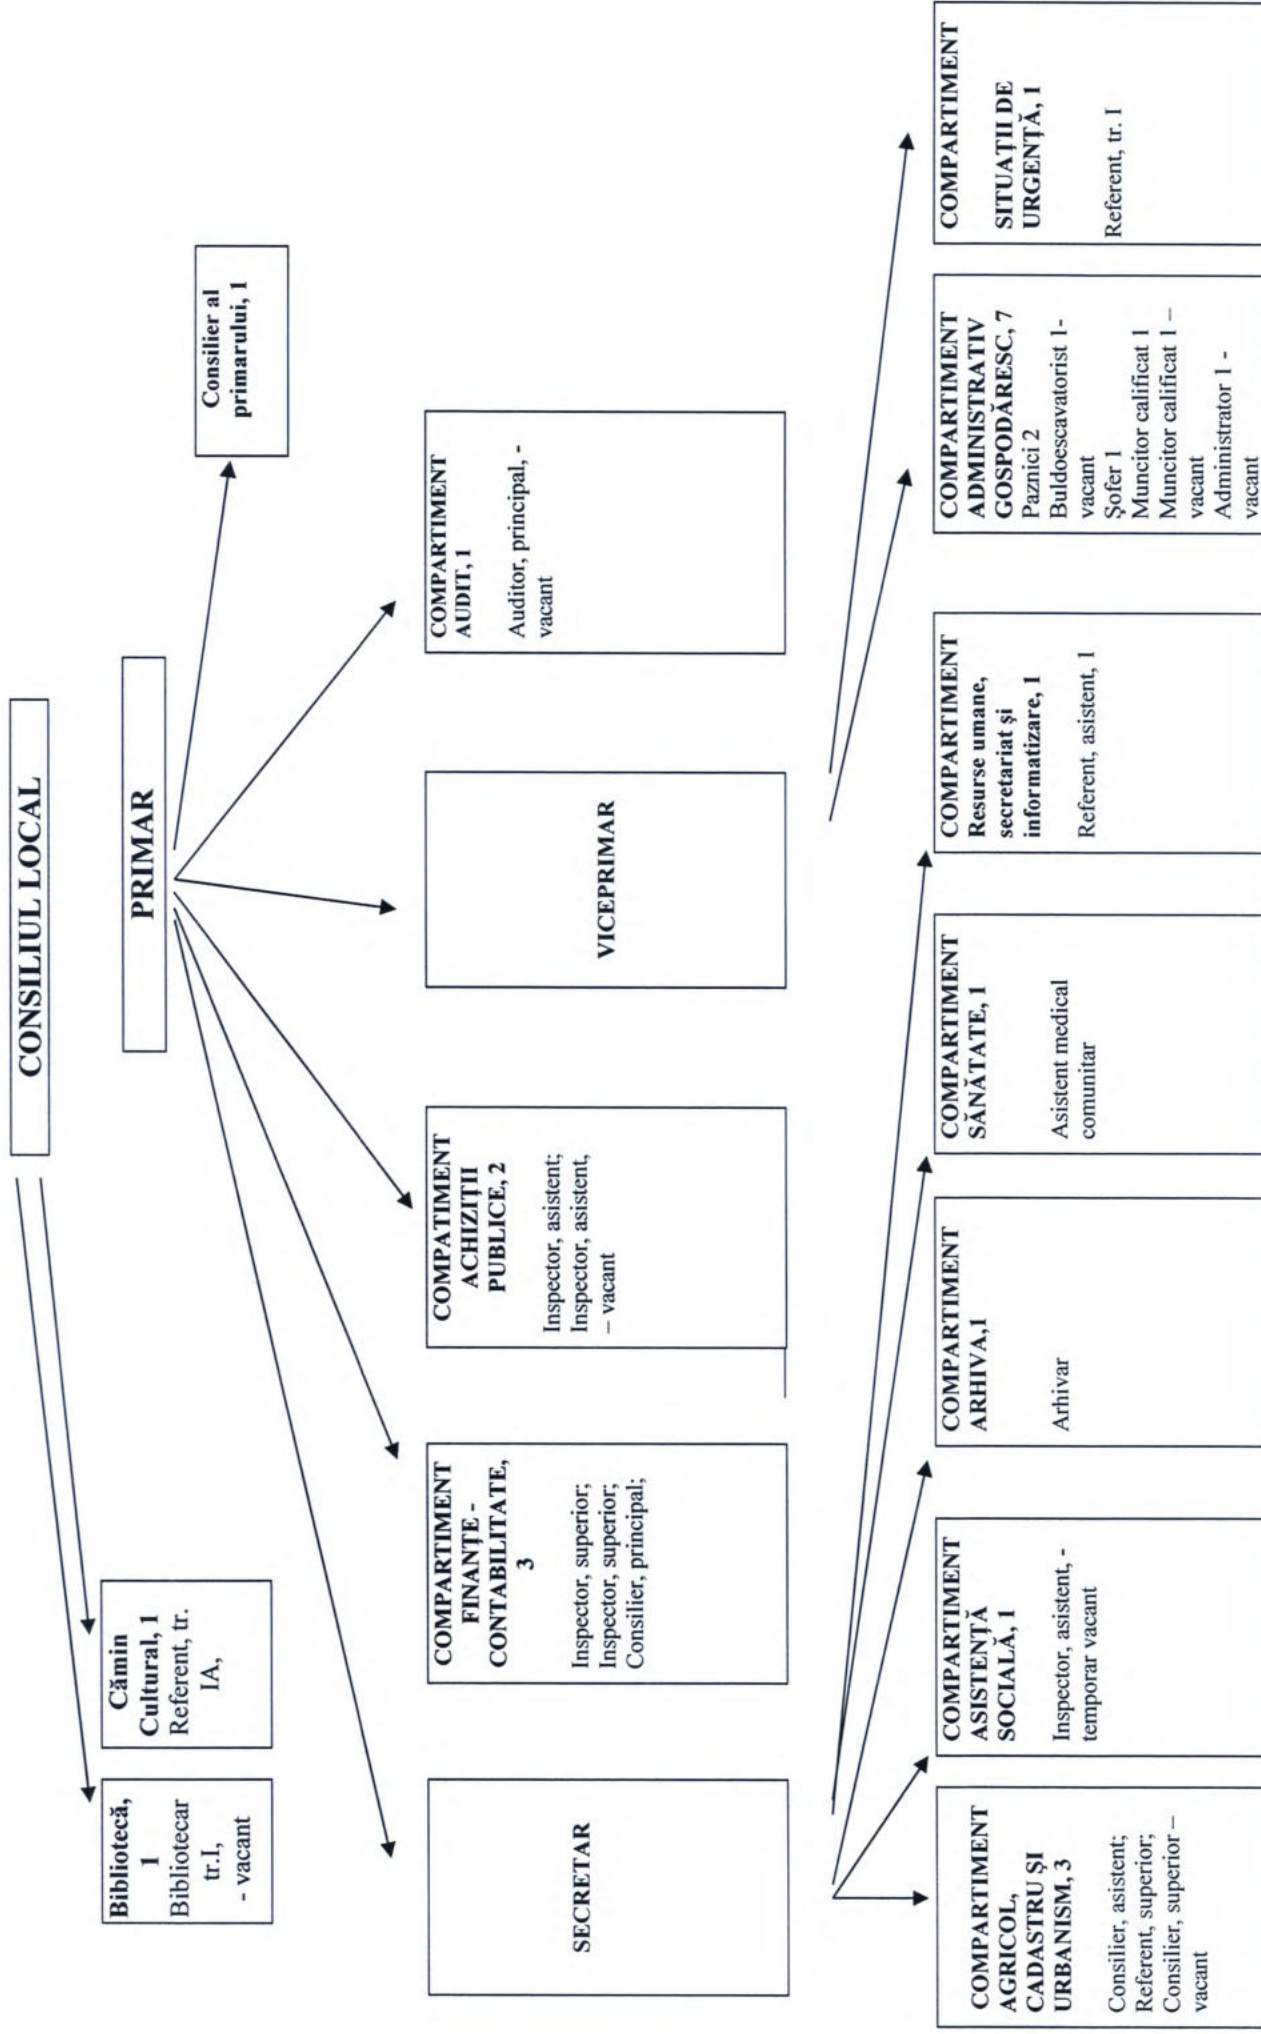 CONSILIUL LOCAL
PRIMAR
Bibliotecă,
1
Bibliotecar
tr.I,
- vacant
Cămin
Cultural, 1
Referent, tr.
IA,
Consilier al
primarului, 1
SECRETAR
COMPARTIMENT
FINANȚE -
CONTABILITATE,
3
Inspector, superior;
Inspector, superior;
Consilier, principal;
COMPATIMENT
ACHIZIȚII
PUBLICE, 2
Inspector, asistent;
Inspector, asistent,
– vacant
VICEPRIMAR
COMPARTIMENT
AUDIT, 1
Auditor, principal, -
vacant
COMPARTIMENT
AGRICOL,
CADASTRU ŞI
URBANISM, 3
Consilier, asistent;
Referent, superior;
Consilier, superior –
vacant
COMPARTIMENT
ASISTENȚĂ
SOCIALĂ, 1
Inspector, asistent, -
temporar vacant
COMPARTIMENT
ARHIVA,1
Arhivar
COMPARTIMENT
SĂNĂTATE, 1
Asistent medical
comunitar
COMPARTIMENT
Resurse umane,
secretariat şi
informatizare, 1
Referent, asistent, 1
COMPARTIMENT
ADMINISTRATIV
GOSPODĂRESC, 7
Paznici 2
Buldoescavatorist 1-
vacant
Şofer 1
Muncitor calificat 1
Muncitor calificat 1 –
vacant
Administrator 1 -
vacant
COMPARTIMENT
SITUAȚII DE
URGENȚĂ, 1
Referent, tr. I